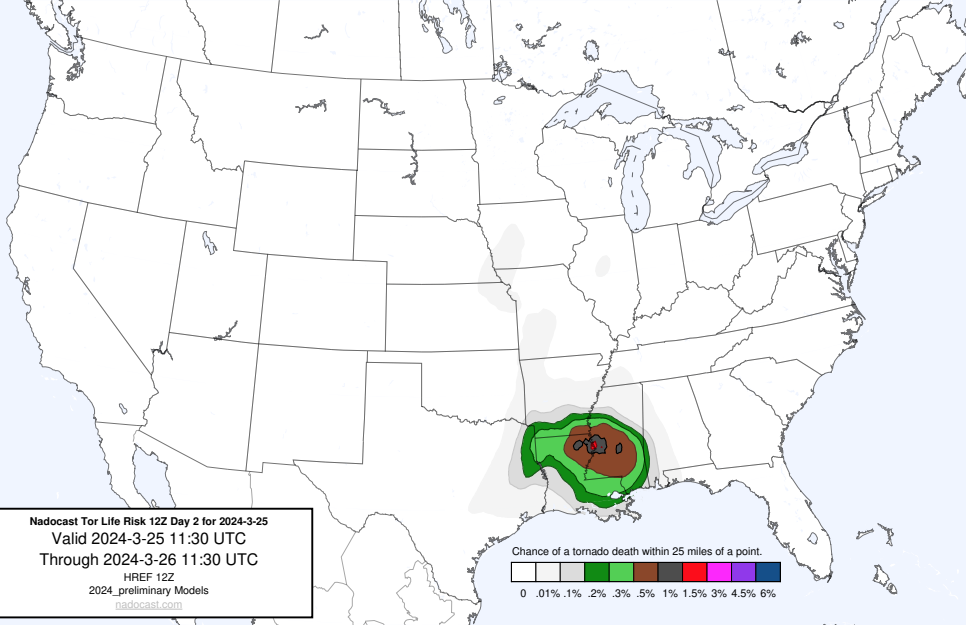 Nadocast Tor Life Risk 12Z Day 2 for 2024-3-25
Valid 2024-3-25 11:30 UTC
Through 2024-3-26 11:30 UTC
HREF 12Z
2024_preliminary Models
nadocast.com
Chance of a tornado death within 25 miles of a point.
0 .01% .1% .2% .3% .5% 1% 1.5% 3% 4.5% 6%